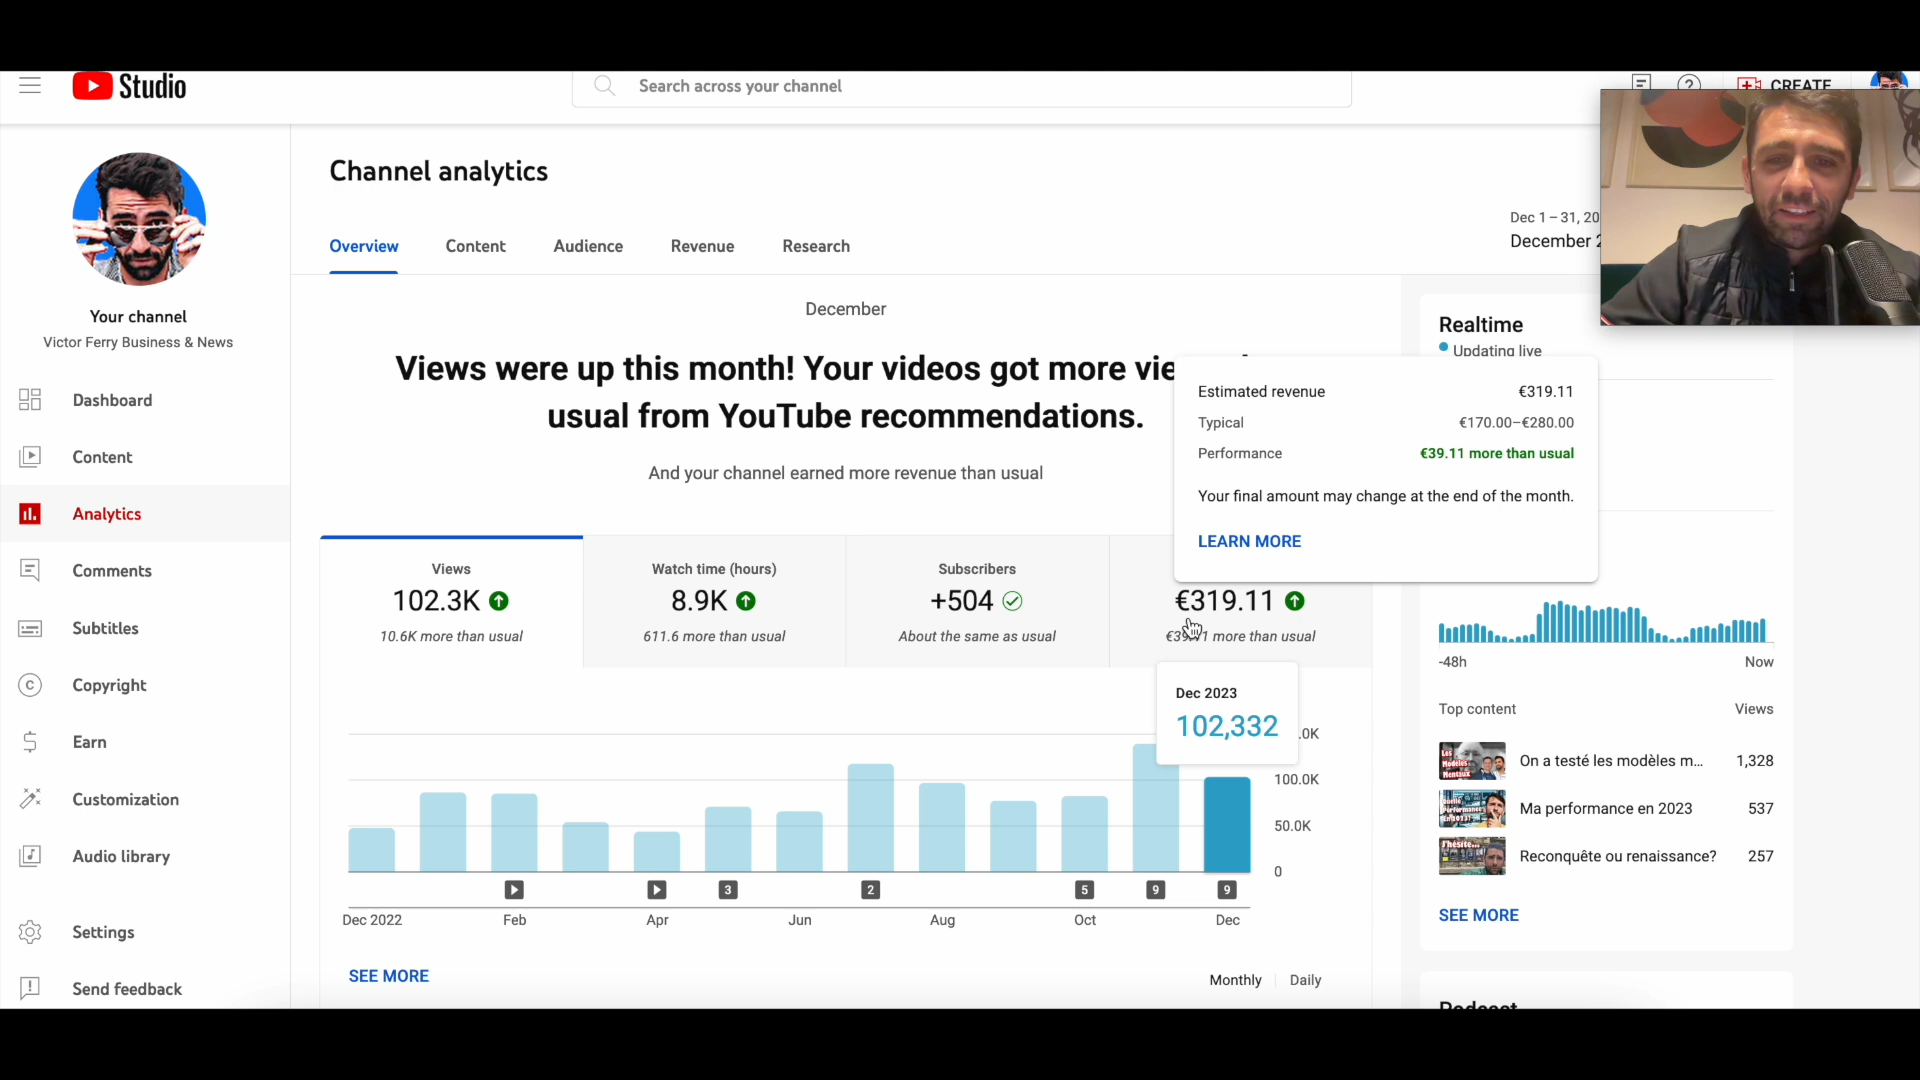 Studio
Search across your channel
CREATE
Channel analytics
Overview
Content
Audience
Revenue
Research
Dec 1 – 31, 20
December 2
Your channel
Victor Ferry Business & News
Dashboard
Content
Analytics
Comments
Subtitles
Copyright
Earn
Customization
Audio library
Settings
Send feedback
December
Views were up this month! Your videos got more
usual from YouTube recommendations.
And your channel earned more revenue than usual
Estimated revenue €319.11
Typical €170.00–€280.00
Performance €39.11 more than usual
Your final amount may change at the end of the month.
LEARN MORE
Views
102.3K
10.6K more than usual
Watch time (hours)
8.9K
611.6 more than usual
Subscribers
+504
About the same as usual
€319.11
more than usual
Dec 2023
102,332
.0K
100.0K
50.0K
0
3
2
5
9
9
Dec 2022
Feb
Apr
Jun
Aug
Oct
Dec
SEE MORE
Monthly
Daily
Realtime
Updating live
-48h
Now
Top content Views
Les Modèles Mentaux
On a testé les modèles m... 1,328
Ma performance en 2023 537
J'hésite...
Reconquête ou renaissance? 257
SEE MORE
Podcast